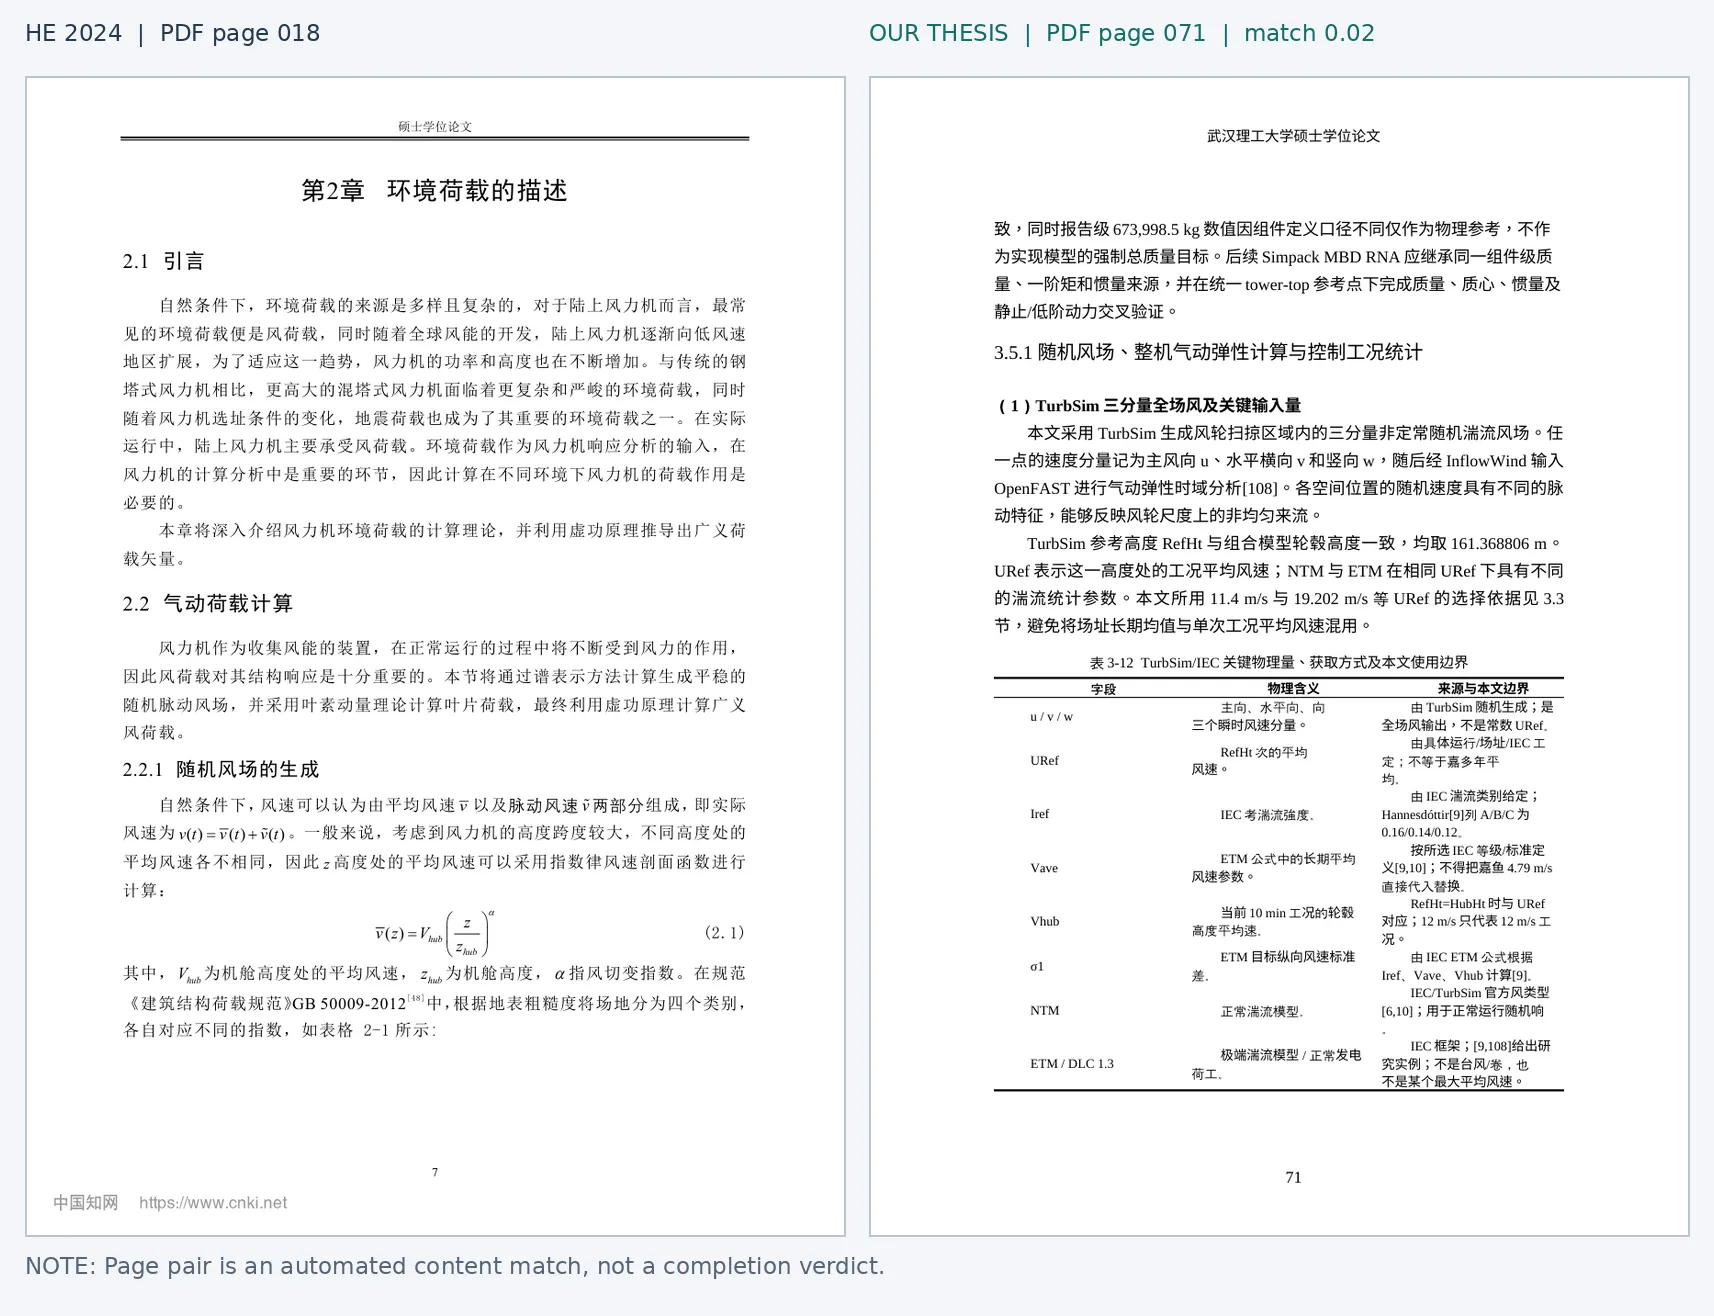 HE 2024 | PDF page 018
硕士学位论文
第2章 环境荷载的描述
2.1 引言
自然条件下，环境荷载的来源是多样且复杂的，对于陆上风力机而言，最常
见的环境荷载便是风荷载，同时随着全球风能的开发，陆上风力机逐渐向低风速
地区扩展，为了适应这一趋势，风力机的功率和高度也在不断增加。与传统的钢
塔式风力机相比，更高大的混塔式风力机面临着更复杂和严峻的环境荷载，同时
随着风力机选址条件的变化，地震荷载也成为了其重要的环境荷载之一。在实际
运行中，陆上风力机主要承受风荷载。环境荷载作为风力机响应分析的输入，在
风力机的计算分析中是重要的环节，因此计算在不同环境下风力机的荷载作用是
必要的。
本章将深入介绍风力机环境荷载的计算理论，并利用虚功原理推导出广义荷
载矢量。
2.2 气动荷载计算
风力机作为收集风能的装置，在正常运行的过程中将不断受到风力的作用，
因此风荷载对其结构响应是十分重要的。本节将通过谱表示方法计算生成平稳的
随机脉动风场，并采用叶素动量理论计算叶片荷载，最终利用虚功原理计算广义
风荷载。
2.2.1 随机风场的生成
自然条件下，风速可以认为由平均风速 v̅ 以及脉动风速 ṽ 两部分组成，即实际
风速为 v(t) = v̅(t) + ṽ(t)。一般来说，考虑到风力机的高度跨度较大，不同高度处的
平均风速各不相同，因此 z 高度处的平均风速可以采用指数律风速剖面函数进行
计算：
v̅(z) = V_hub (z / z_hub)^α (2.1)
其中，V_hub 为机舱高度处的平均风速，z_hub 为机舱高度，α 指风切变指数。在规范
《建筑结构荷载规范》GB 50009-2012[48]中，根据地表粗糙度将场地分为四个类别，
各自对应不同的指数，如表格 2-1 所示：
7
中国知网 https://www.cnki.net
OUR THESIS | PDF page 071 | match 0.02
武汉理工大学硕士学位论文
致，同时报告级 673,998.5 kg 数值因组件定义口径不同仅作为物理参考，不作
为实现模型的强制总质量目标。后续 Simpack MBD RNA 应继承同一组件级质
量、一阶矩和惯量来源，并在统一 tower-top 参考点下完成质量、质心、惯量及
静止/低阶动力交叉验证。
3.5.1 随机风场、整机气动弹性计算与控制工况统计
（1）TurbSim 三分量全场风及关键输入量
本文采用 TurbSim 生成风轮扫掠区域内的三分量非定常随机湍流风场。任
一点的速度分量记为主风向 u、水平横向 v 和竖向 w，随后经 InflowWind 输入
OpenFAST 进行气动弹性时域分析[108]。各空间位置的随机速度具有不同的脉
动特征，能够反映风轮尺度上的非均匀来流。
TurbSim 参考高度 RefHt 与组合模型轮毂高度一致，均取 161.368806 m。
URef 表示这一高度处的工况平均风速；NTM 与 ETM 在相同 URef 下具有不同
的湍流统计参数。本文所用 11.4 m/s 与 19.202 m/s 等 URef 的选择依据见 3.3
节，避免将场址长期均值与单次工况平均风速混用。
表 3-12 TurbSim/IEC 关键物理量、获取方式及本文使用边界
字段 物理含义 来源与本文边界
u / v / w
主向、水平向、向
三个瞬时风速分量。
由 TurbSim 随机生成；是
全场风输出，不是常数 URef.
URef
RefHt 次的平均
风速。
由具体运行/场址/IEC 工
定；不等于嘉多年平
均.
Iref
IEC 考湍流強度.
由 IEC 湍流类别给定；
Hannesdóttir[9]列 A/B/C 为
0.16/0.14/0.12.
Vave
ETM 公式中的长期平均
风速参数。
按所选 IEC 等级/标准定
义[9,10]；不得把嘉鱼 4.79 m/s
直接代入替换.
Vhub
当前 10 min 工况的轮毂
高度平均速.
RefHt=HubHt 时与 URef
对应；12 m/s 只代表 12 m/s 工
况。
σ1
ETM 目标纵向风速标准
差.
由 IEC ETM 公式根据
Iref、Vave、Vhub 计算[9].
NTM
正常湍流模型.
IEC/TurbSim 官方风类型
[6,10]；用于正常运行随机响
.
ETM / DLC 1.3
极端湍流模型 / 正常发电
荷工.
IEC 框架；[9,108]给出研
究实例；不是台风/卷，也
不是某个最大平均风速。
71
NOTE: Page pair is an automated content match, not a completion verdict.